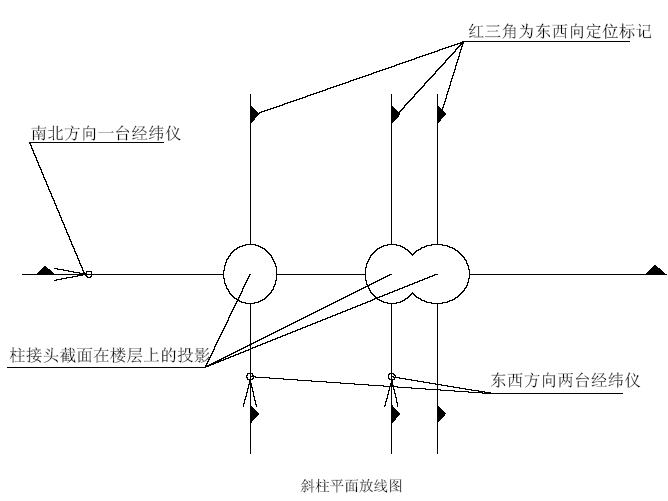 红三角为东西向定位标记
南北方向一台经纬仪
柱接头截面在楼层上的投影
东西方向两台经纬仪
斜柱平面放线图